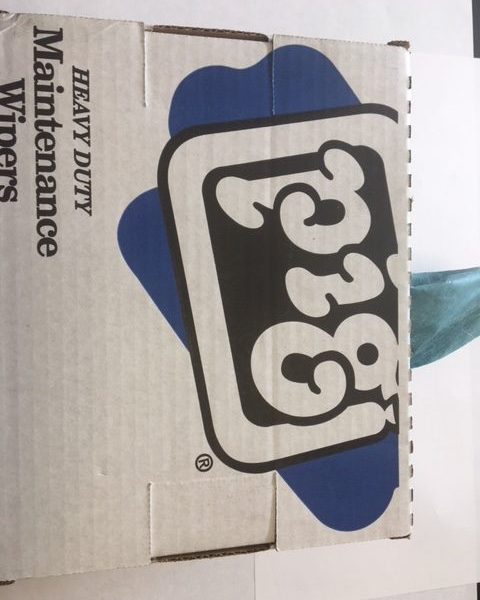 Pig
®
HEAVY DUTY
Maintenance
Wipers